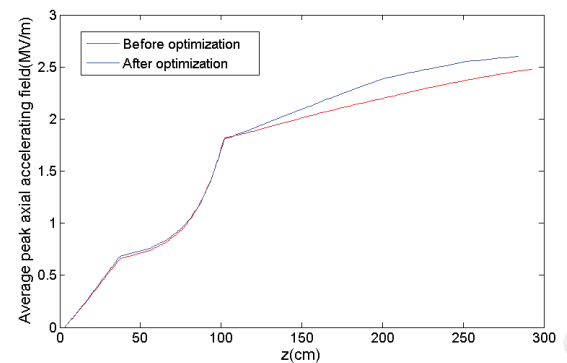 Average peak axial accelerating field(MV/m)
3
2.5
2
1.5
1
0.5
0
Before optimization
After optimization
0 50 100 150 200 250 300
z(cm)